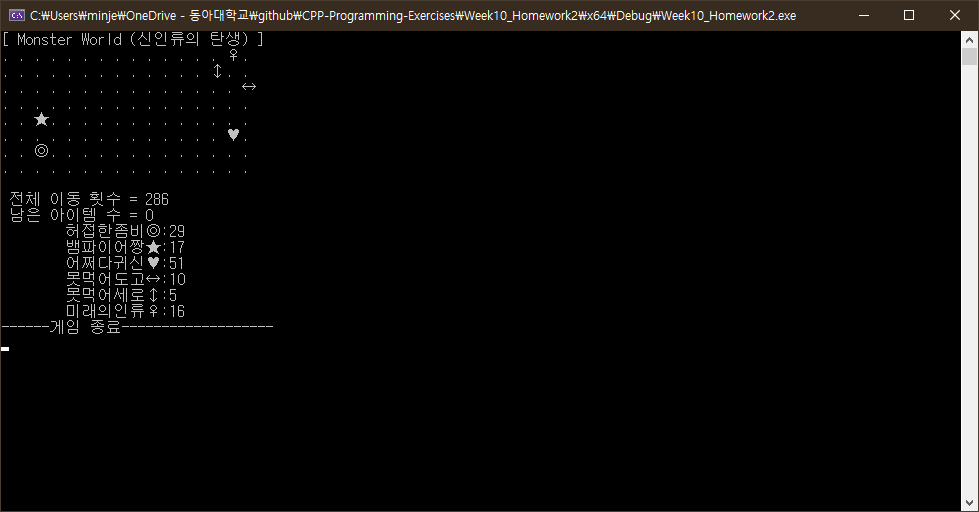 C:₩Users₩minje₩OneDrive - 동아대학교₩github₩CPP-Programming-Exercises₩Week10_Homework2₩x64₩Debug₩Week10_Homework2.exe
[ Monster World (신인류의 탄생) ]
. . . . . . . . . . . . . . ♀ .
. . . . . . . . . . . . . ↕ . .
. . . . . . . . . . . . . . . ↔
. . . . . . . . . . . . . . . .
. . ★ . . . . . . . . . . . . .
. . . . . . . . . . . . . . ♥ .
. . ◎ . . . . . . . . . . . . .
. . . . . . . . . . . . . . . .
전체 이동 횟수 = 286
남은 아이템 수 = 0
허접한좀비◎:29
뱀파이어짱★:17
어쩌다귀신♥:51
못먹어도고↔:10
못먹어세로↕:5
미래의인류♀:16
------게임 종료-------------------